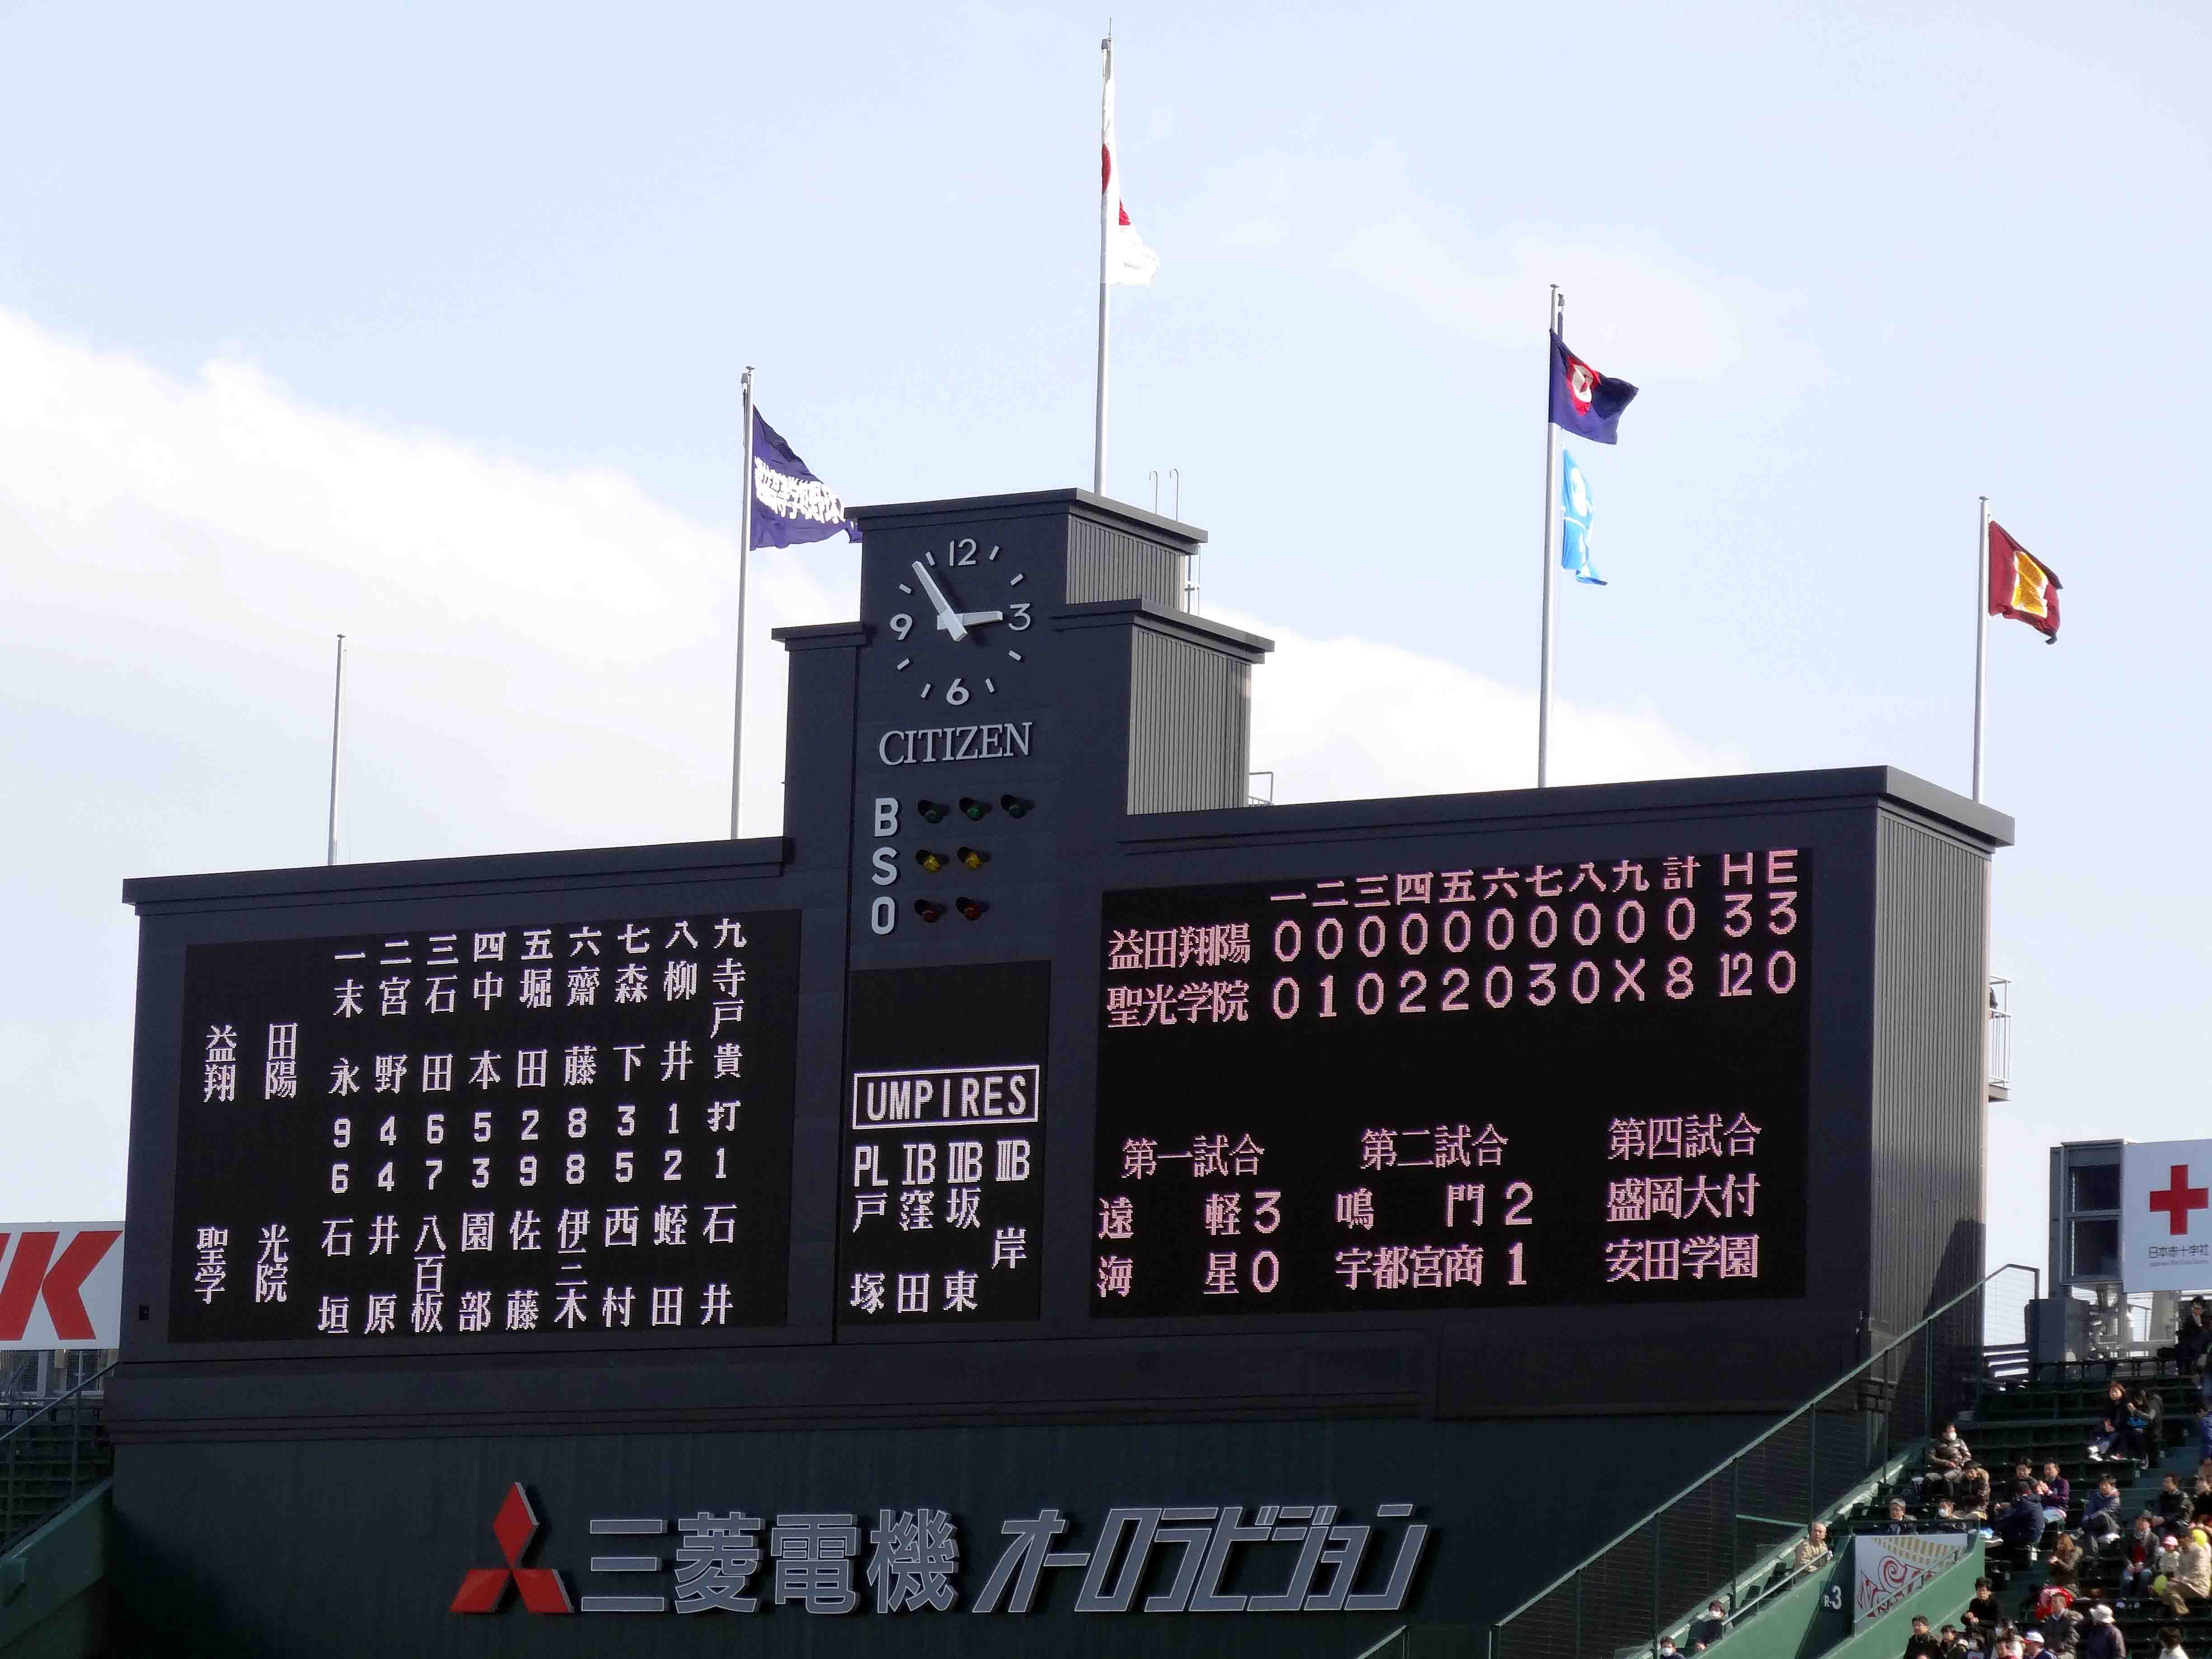 12
9 3
6
CITIZEN
B
S
O
一 二 三 四 五 六 七 八 九
益田翔陽
末永 宮野 石田 中本 堀田 齋藤 森下 柳井 寺戸貴
9 4 6 5 2 8 3 1 打
6 4 7 3 9 8 5 2 1
聖光学院
石垣 井原 八百板 園部 佐藤 伊三木 西村 蛭田 石井
UMPIRES
PL IB ⅡB ⅢB
戸塚 窪田 坂東 岸
一二三四五六七八九 計 H E
益田翔陽 0 0 0 0 0 0 0 0 0 0 3 3
聖光学院 0 1 0 2 2 0 3 0 X 8 12 0
第一試合 第二試合 第四試合
遠軽 3 鳴門 2 盛岡大付
海星 0 宇都宮商 1 安田学園
三菱電機 オーロラビジョン
日本赤十字社
R-3